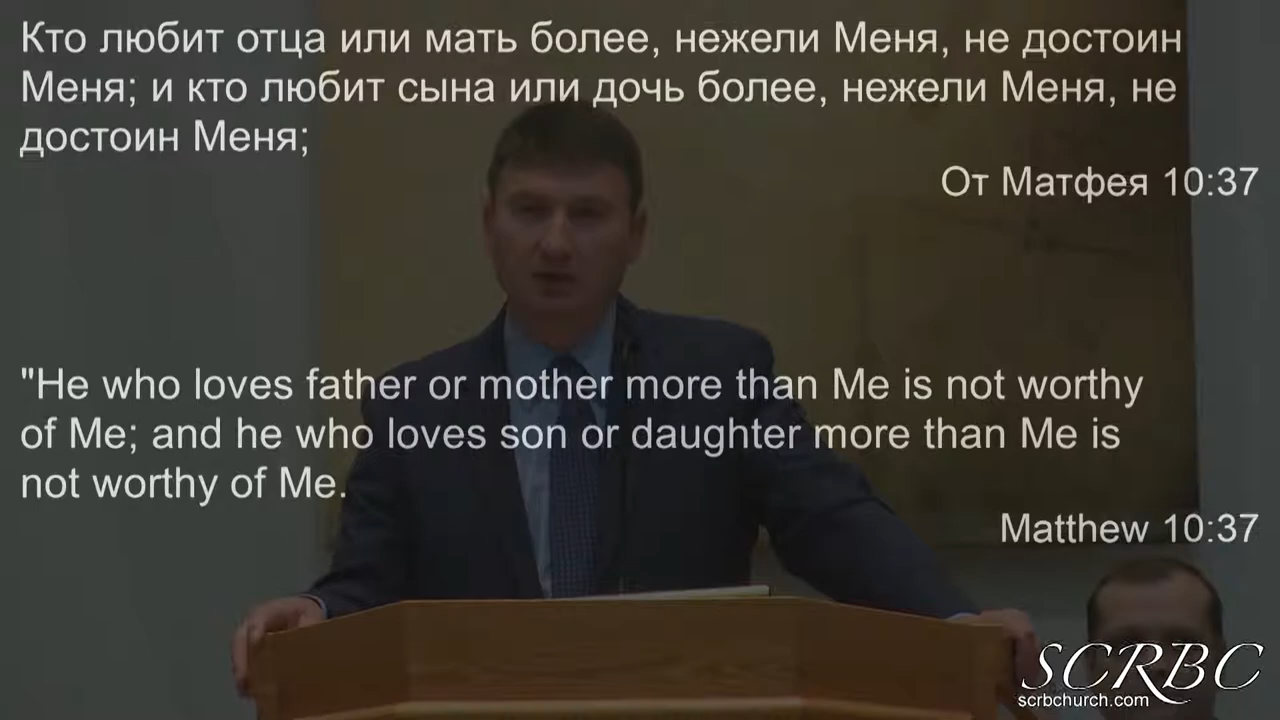 Кто любит отца или мать более, нежели Меня, не достоин
Меня; и кто любит сына или дочь более, нежели Меня, не
достоин Меня;
От Матфея 10:37
"He who loves father or mother more than Me is not worthy
of Me; and he who loves son or daughter more than Me is
not worthy of Me.
Matthew 10:37
SCRBC
scrbchurch.com